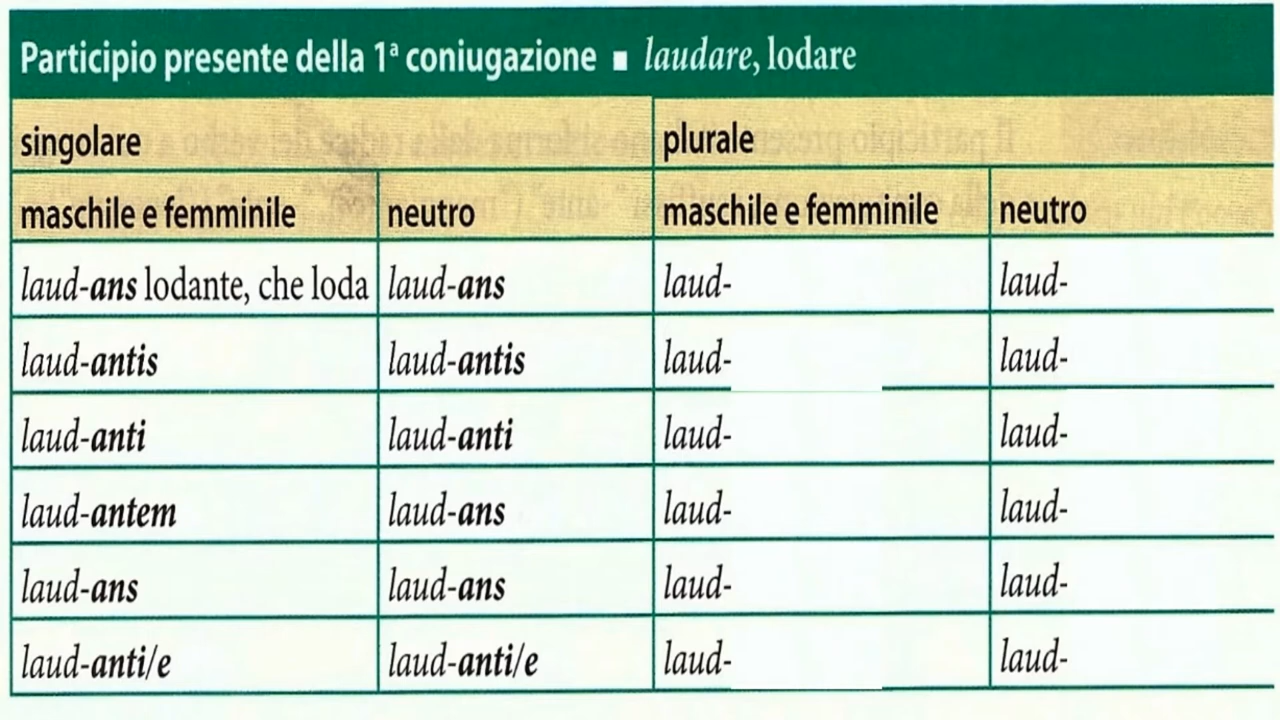 Participio presente della 1ª coniugazione ■ laudare, lodare
singolare plurale
maschile e femminile neutro maschile e femminile neutro
laud-ans lodante, che loda laud-ans laud- laud-
laud-antis laud-antis laud- laud-
laud-anti laud-anti laud- laud-
laud-antem laud-ans laud- laud-
laud-ans laud-ans laud- laud-
laud-anti/e laud-anti/e laud- laud-